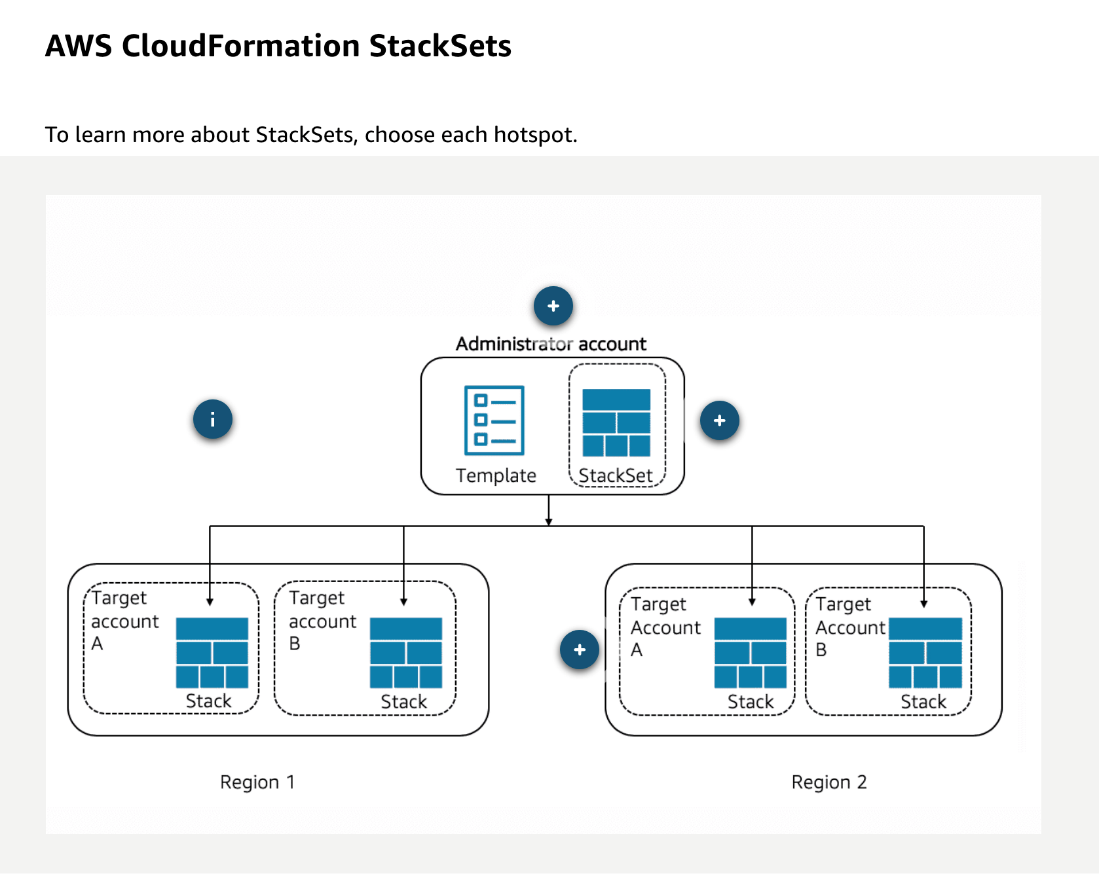 AWS CloudFormation StackSets
To learn more about StackSets, choose each hotspot.
+
Administrator account
i
+
Template
StackSet
Target
account
A
Stack
Target
account
B
Stack
+
Target
Account
A
Stack
Target
Account
B
Stack
Region 1
Region 2